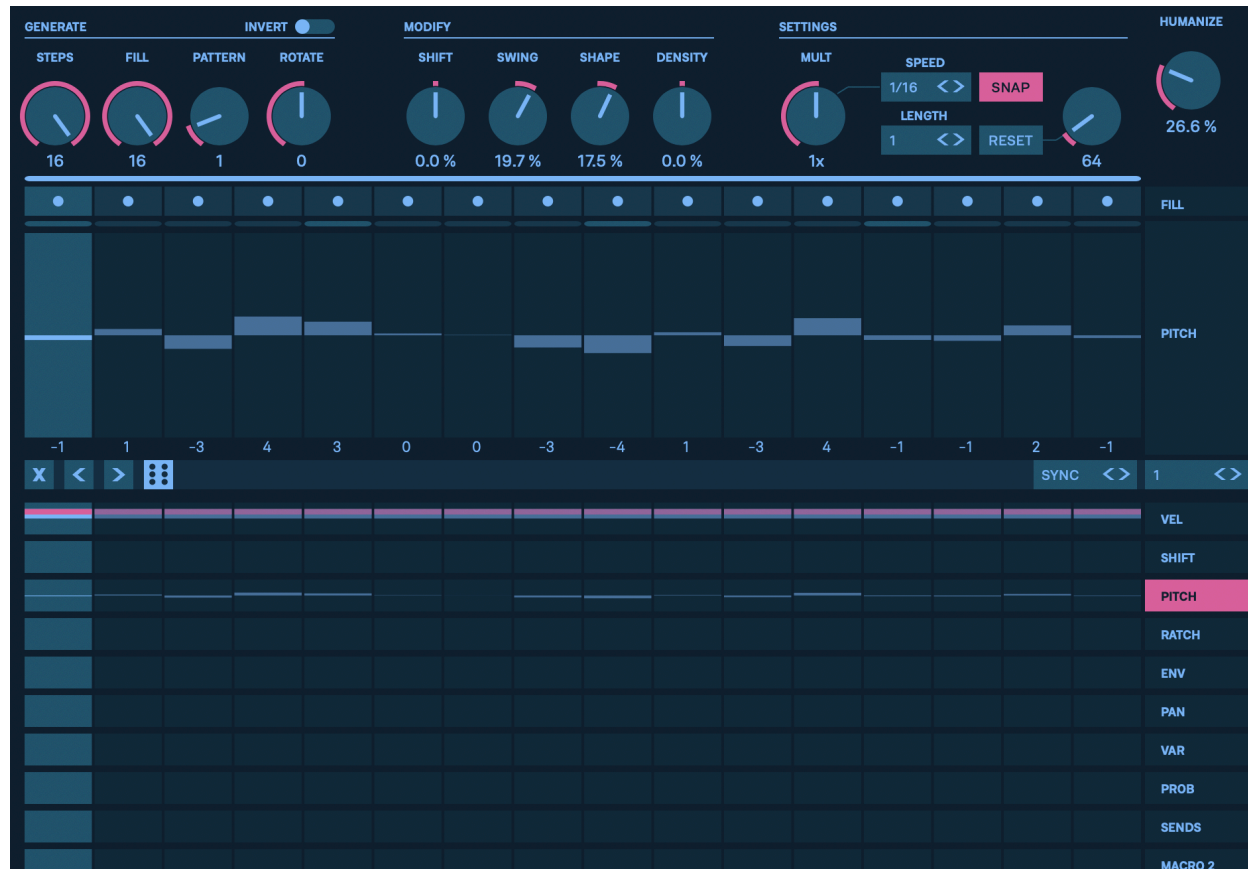 GENERATE INVERT MODIFY SETTINGS HUMANIZE
STEPS FILL PATTERN ROTATE SHIFT SWING SHAPE DENSITY MULT SPEED
1/16 < > SNAP
LENGTH
1 < > RESET
26.6 %
16 16 1 0 0.0 % 19.7 % 17.5 % 0.0 % 1x 64
FILL
PITCH
-1 1 -3 4 3 0 0 -3 -4 1 -3 4 -1 -1 2 -1
X < > SYNC < > 1 < >
VEL
SHIFT
PITCH
RATCH
ENV
PAN
VAR
PROB
SENDS
MACRO 2